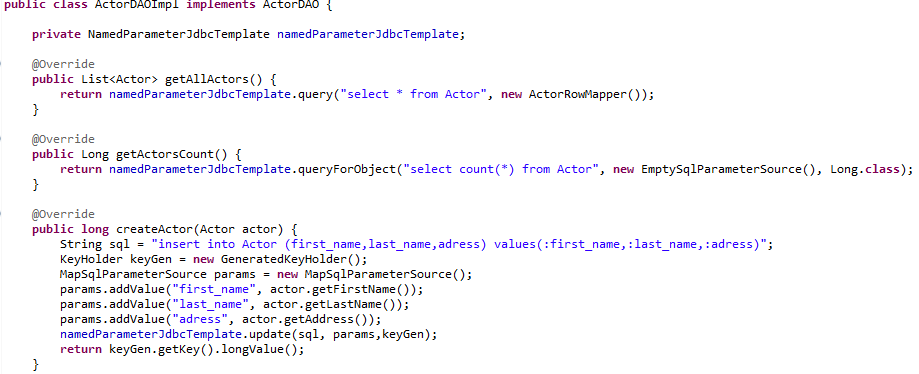 public class ActorDAOImpl implements ActorDAO {
private NamedParameterJdbcTemplate namedParameterJdbcTemplate;
@Override
public List<Actor> getAllActors() {
return namedParameterJdbcTemplate.query("select * from Actor", new ActorRowMapper());
}
@Override
public Long getActorsCount() {
return namedParameterJdbcTemplate.queryForObject("select count(*) from Actor", new EmptySqlParameterSource(), Long.class);
}
@Override
public long createActor(Actor actor) {
String sql = "insert into Actor (first_name,last_name,adress) values(:first_name,:last_name,:adress)";
KeyHolder keyGen = new GeneratedKeyHolder();
MapSqlParameterSource params = new MapSqlParameterSource();
params.addValue("first_name", actor.getFirstName());
params.addValue("last_name", actor.getLastName());
params.addValue("adress", actor.getAddress());
namedParameterJdbcTemplate.update(sql, params,keyGen);
return keyGen.getKey().longValue();
}